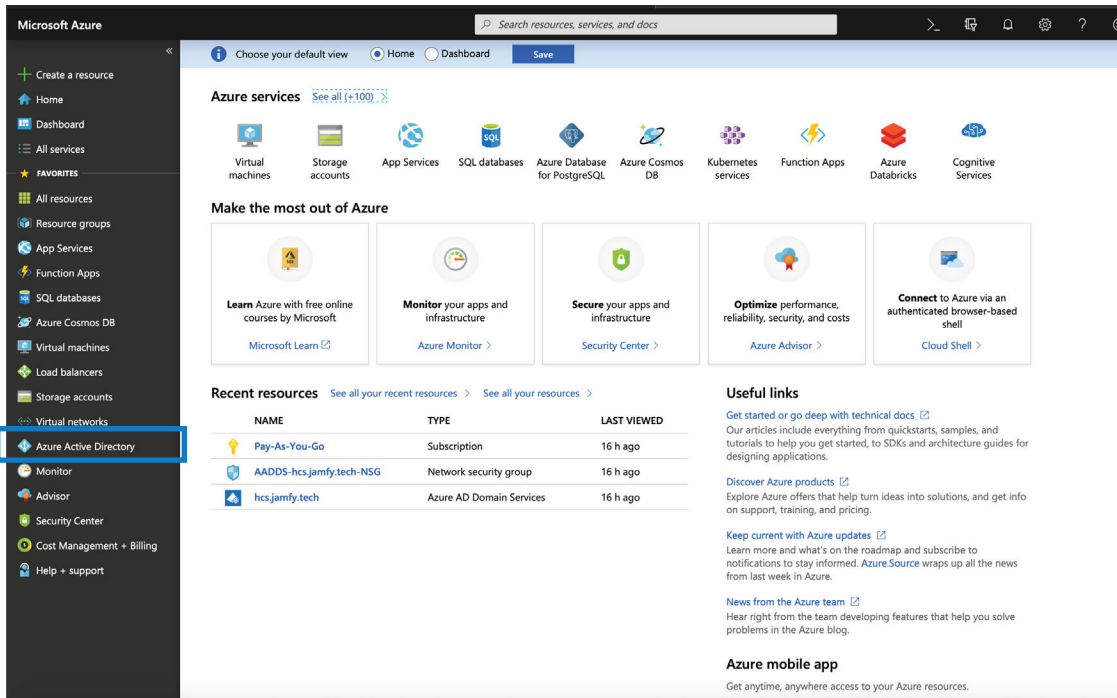 Microsoft Azure
Search resources, services, and docs
«
Create a resource
Home
Dashboard
All services
FAVORITES
All resources
Resource groups
App Services
Function Apps
SQL databases
Azure Cosmos DB
Virtual machines
Load balancers
Storage accounts
Virtual networks
Azure Active Directory
Monitor
Advisor
Security Center
Cost Management + Billing
Help + support
Choose your default view Home Dashboard Save
Azure services See all (+100) >
Virtual machines
Storage accounts
App Services
SQL databases
Azure Database for PostgreSQL
Azure Cosmos DB
Kubernetes services
Function Apps
Azure Databricks
Cognitive Services
Make the most out of Azure
Learn Azure with free online
courses by Microsoft
Microsoft Learn
Monitor your apps and
infrastructure
Azure Monitor >
Secure your apps and
infrastructure
Security Center >
Optimize performance,
reliability, security, and costs
Azure Advisor >
Connect to Azure via an
authenticated browser-based
shell
Cloud Shell >
Recent resources See all your recent resources > See all your resources >
NAME TYPE LAST VIEWED
Pay-As-You-Go Subscription 16 h ago
AADDS-hcs.jamfy.tech-NSG Network security group 16 h ago
hcs.jamfy.tech Azure AD Domain Services 16 h ago
Useful links
Get started or go deep with technical docs
Our articles include everything from quickstarts, samples, and
tutorials to help you get started, to SDKs and architecture guides for
designing applications.
Discover Azure products
Explore Azure offers that help turn ideas into solutions, and get info
on support, training, and pricing.
Keep current with Azure updates
Learn more and what's on the roadmap and subscribe to
notifications to stay informed. Azure.Source wraps up all the news
from last week in Azure.
News from the Azure team
Hear right from the team developing features that help you solve
problems in the Azure blog.
Azure mobile app
Get anytime, anywhere access to your Azure resources.